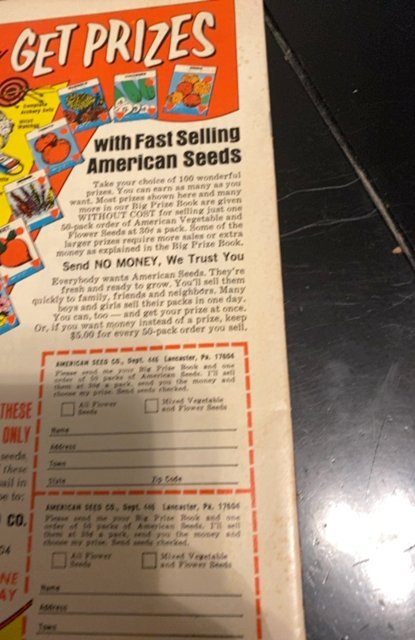 GET PRIZES
Complete
Archery Sets
Wrist
Watches
with Fast Selling
American Seeds
Take your choice of 100 wonderful
prizes. You can earn as many as you
want. Most prizes shown here and many
more in our Big Prize Book are given
WITHOUT COST for selling just one
50-pack order of American Vegetable and
Flower Seeds at 30¢ a pack. Some of the
larger prizes require more sales or extra
money as explained in the Big Prize Book.
Send NO MONEY, We Trust You
Everybody wants American Seeds. They're
fresh and ready to grow. You'll sell them
quickly to family, friends and neighbors. Many
boys and girls sell their packs in one day.
You can, too — and get your prize at once.
Or, if you want money instead of a prize, keep
$5.00 for every 50-pack order you sell.
AMERICAN SEED CO., Dept. 446 Lancaster, Pa. 17604
Please send me your Big Prize Book and one
order of 50 packs of American Seeds. I'll sell
them at 30¢ a pack, send you the money and
choose my prize. Send seeds checked.
All Flower
Seeds
Mixed Vegetable
and Flower Seeds
Name
Address
Town
State Zip Code
THESE
ONLY
seeds.
these
ail in
CO.
04
AMERICAN SEED CO., Dept. 446 Lancaster, Pa. 17604
Please send me your Big Prize Book and one
order of 50 packs of American Seeds. I'll sell
them at 30¢ a pack, send you the money and
choose my prize. Send seeds checked.
All Flower
Seeds
Mixed Vegetable
and Flower Seeds
Name
Address
Town